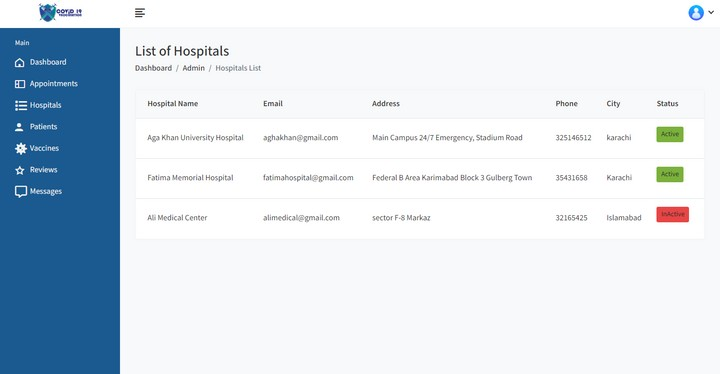 COVID 19
Main
Dashboard
Appointments
Hospitals
Patients
Vaccines
Reviews
Messages
List of Hospitals
Dashboard / Admin / Hospitals List
Hospital Name Email Address Phone City Status
Aga Khan University Hospital aghakhan@gmail.com Main Campus 24/7 Emergency, Stadium Road 325146512 karachi Active
Fatima Memorial Hospital fatimahospital@gmail.com Federal B Area Karimabad Block 3 Gulberg Town 35431658 Karachi Active
Ali Medical Center alimedical@gmail.com sector F-8 Markaz 32165425 Islamabad InActive